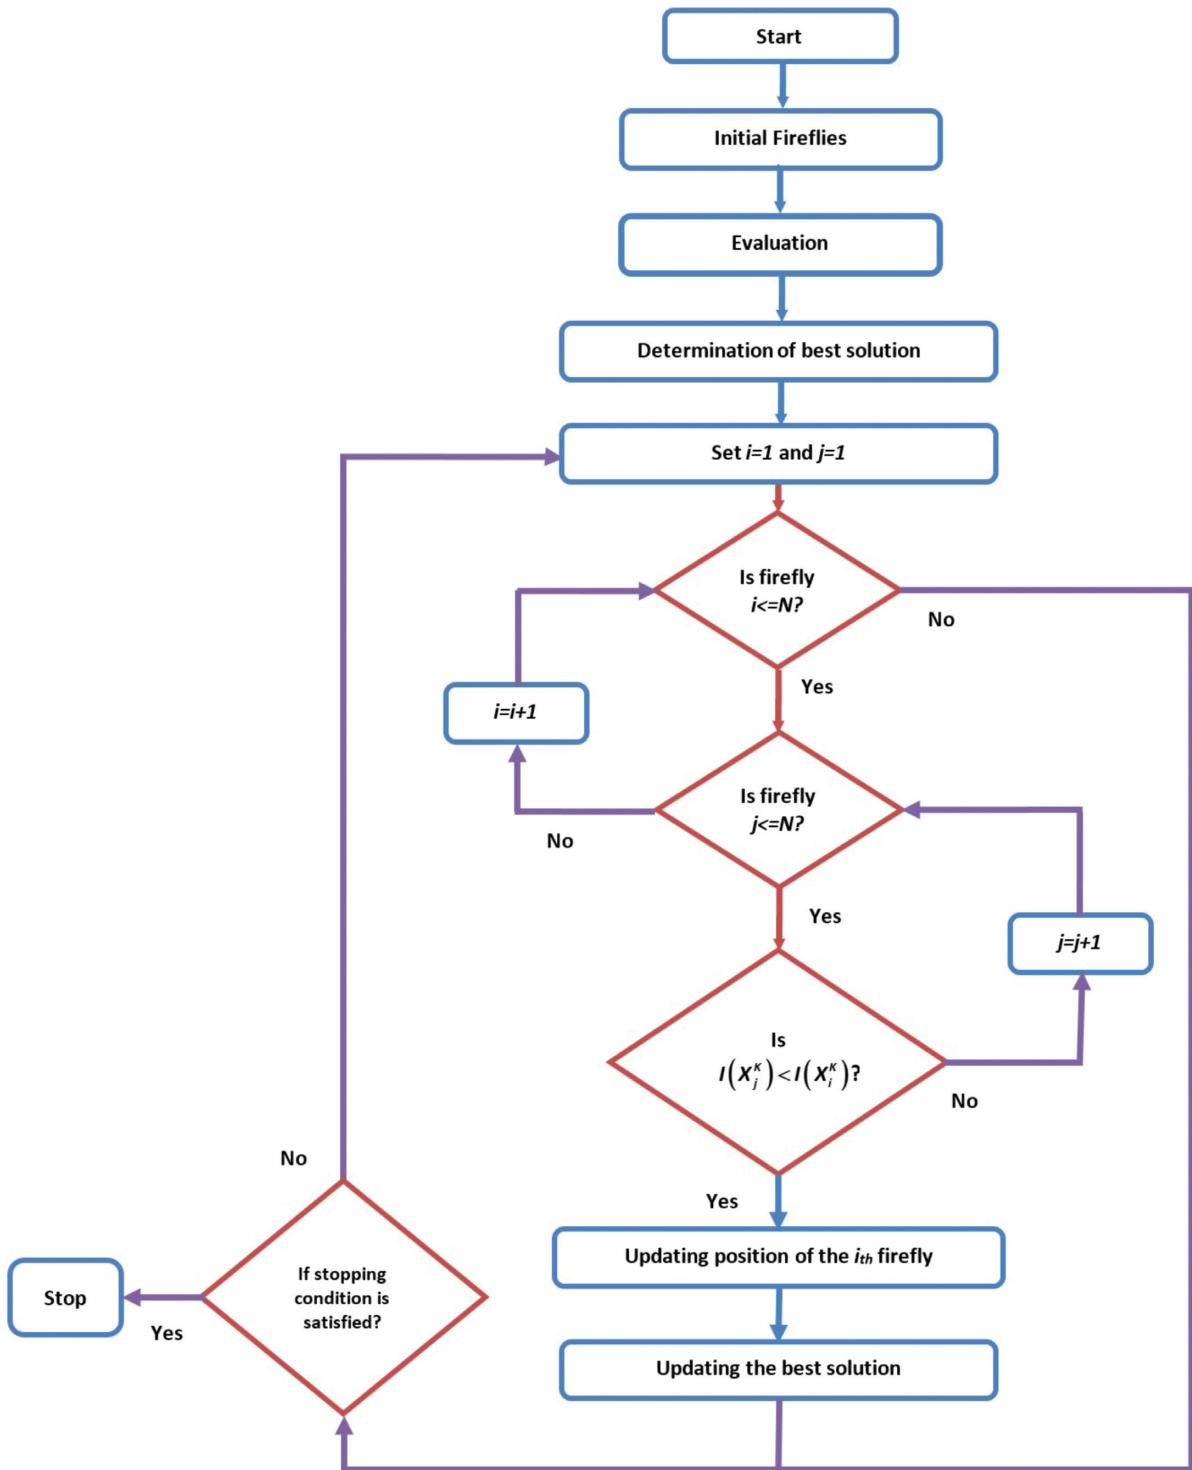 Start
Initial Fireflies
Evaluation
Determination of best solution
Set i=1 and j=1
Is firefly
i<=N?
No
Yes
i=i+1
Is firefly
j<=N?
No
Yes
j=j+1
Is
I(X_j^K)<I(X_i^K)?
No
Yes
Updating position of the i_th firefly
Updating the best solution
No
If stopping
condition is
satisfied?
Yes
Stop